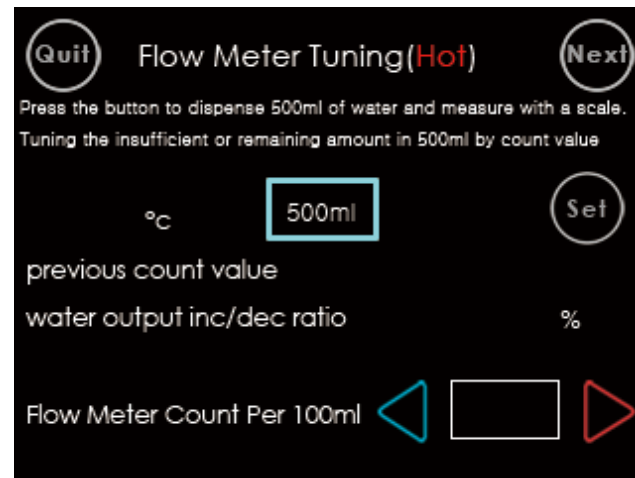 Quit Flow Meter Tuning(Hot) Next
Press the button to dispense 500ml of water and measure with a scale.
Tuning the insufficient or remaining amount in 500ml by count value
°C 500ml Set
previous count value
water output inc/dec ratio %
Flow Meter Count Per 100ml